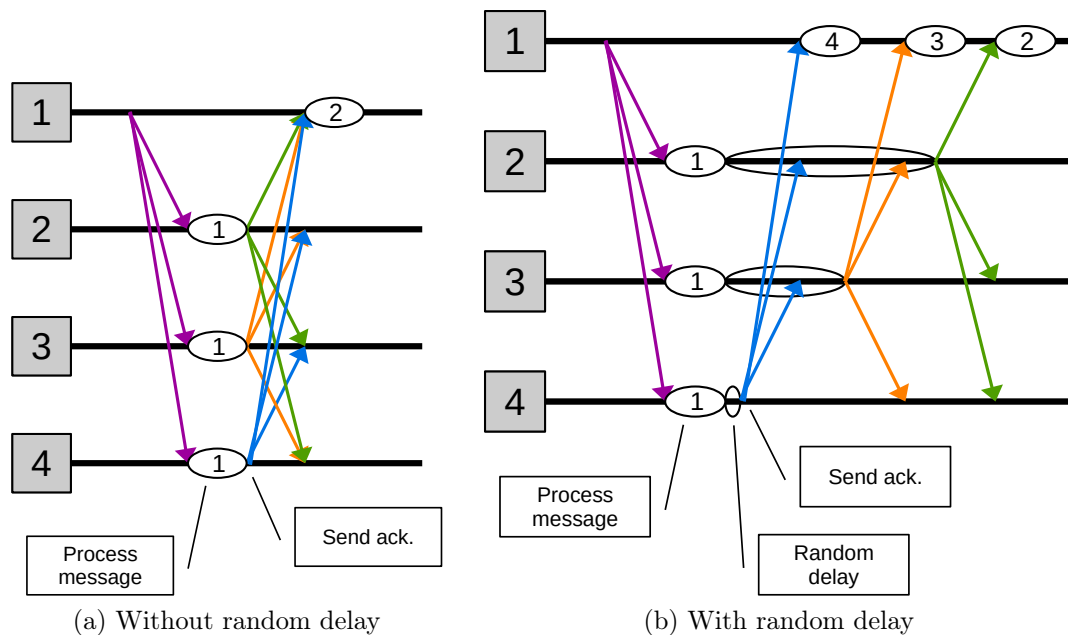 1
2
2
1
3
1
4
1
Process
message
Send ack.
(a) Without random delay
1
4
3
2
2
1
3
1
4
1
Process
message
Send ack.
Random
delay
(b) With random delay